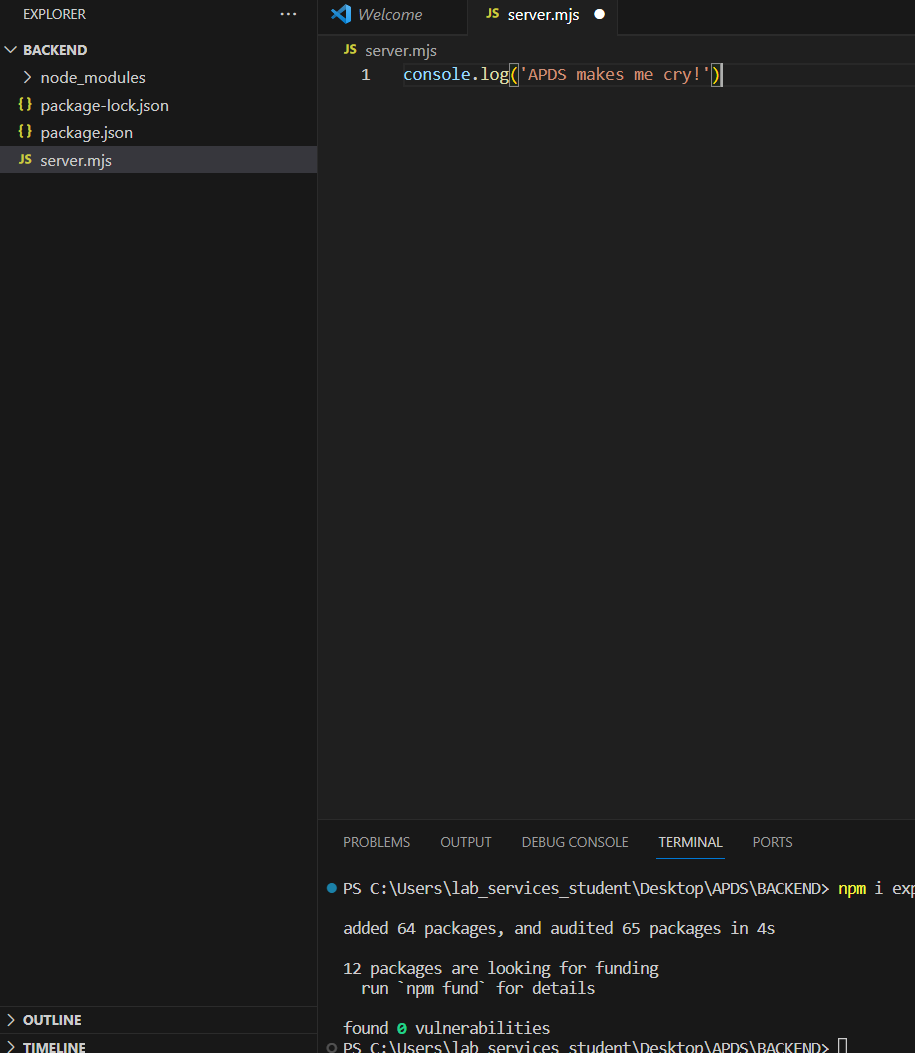 EXPLORER
BACKEND
node_modules
{} package-lock.json
{} package.json
JS server.mjs
OUTLINE
TIMELINE
Welcome
JS server.mjs
JS server.mjs
1 console.log('APDS makes me cry!')
PROBLEMS OUTPUT DEBUG CONSOLE TERMINAL PORTS
PS C:\Users\lab_services_student\Desktop\APDS\BACKEND> npm i exp
added 64 packages, and audited 65 packages in 4s
12 packages are looking for funding
run `npm fund` for details
found 0 vulnerabilities
PS C:\Users\lab_services_student\Desktop\APDS\BACKEND>